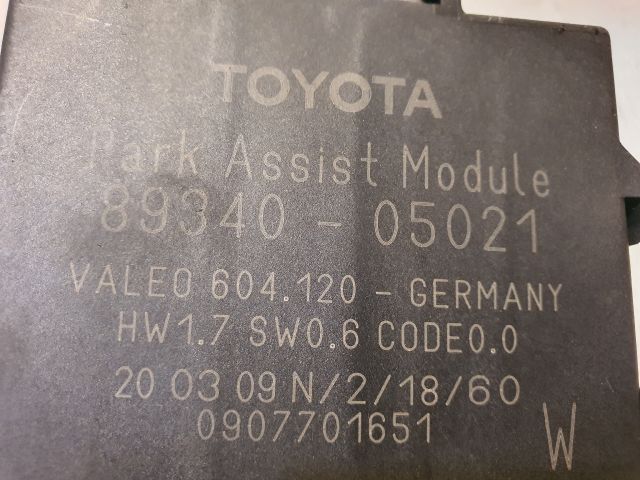 TOYOTA
Park Assist Module
89340 - 05021
VALEO 604.120 - GERMANY
HW1.7 SW0.6 CODE0.0
20 03 09 N/2/18/60
0907701651
W